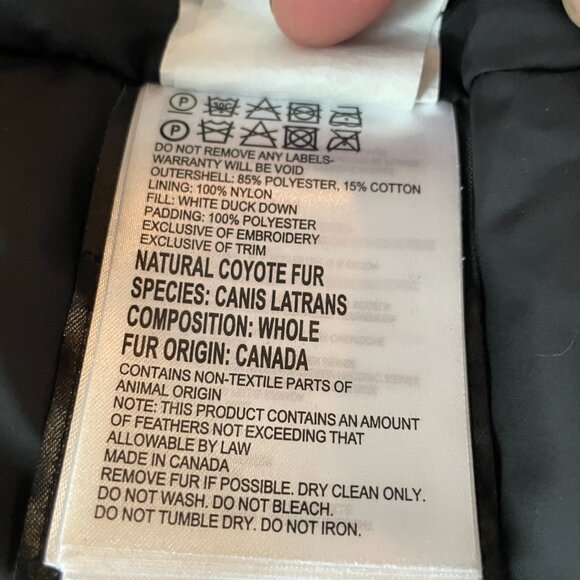 DO NOT REMOVE ANY LABELS-
WARRANTY WILL BE VOID
OUTERSHELL: 85% POLYESTER, 15% COTTON
LINING: 100% NYLON
FILL: WHITE DUCK DOWN
PADDING: 100% POLYESTER
EXCLUSIVE OF EMBROIDERY
EXCLUSIVE OF TRIM
NATURAL COYOTE FUR
SPECIES: CANIS LATRANS
COMPOSITION: WHOLE
FUR ORIGIN: CANADA
CONTAINS NON-TEXTILE PARTS OF
ANIMAL ORIGIN
NOTE: THIS PRODUCT CONTAINS AN AMOUNT
OF FEATHERS NOT EXCEEDING THAT
ALLOWABLE BY LAW
MADE IN CANADA
REMOVE FUR IF POSSIBLE. DRY CLEAN ONLY.
DO NOT WASH. DO NOT BLEACH.
DO NOT TUMBLE DRY. DO NOT IRON.